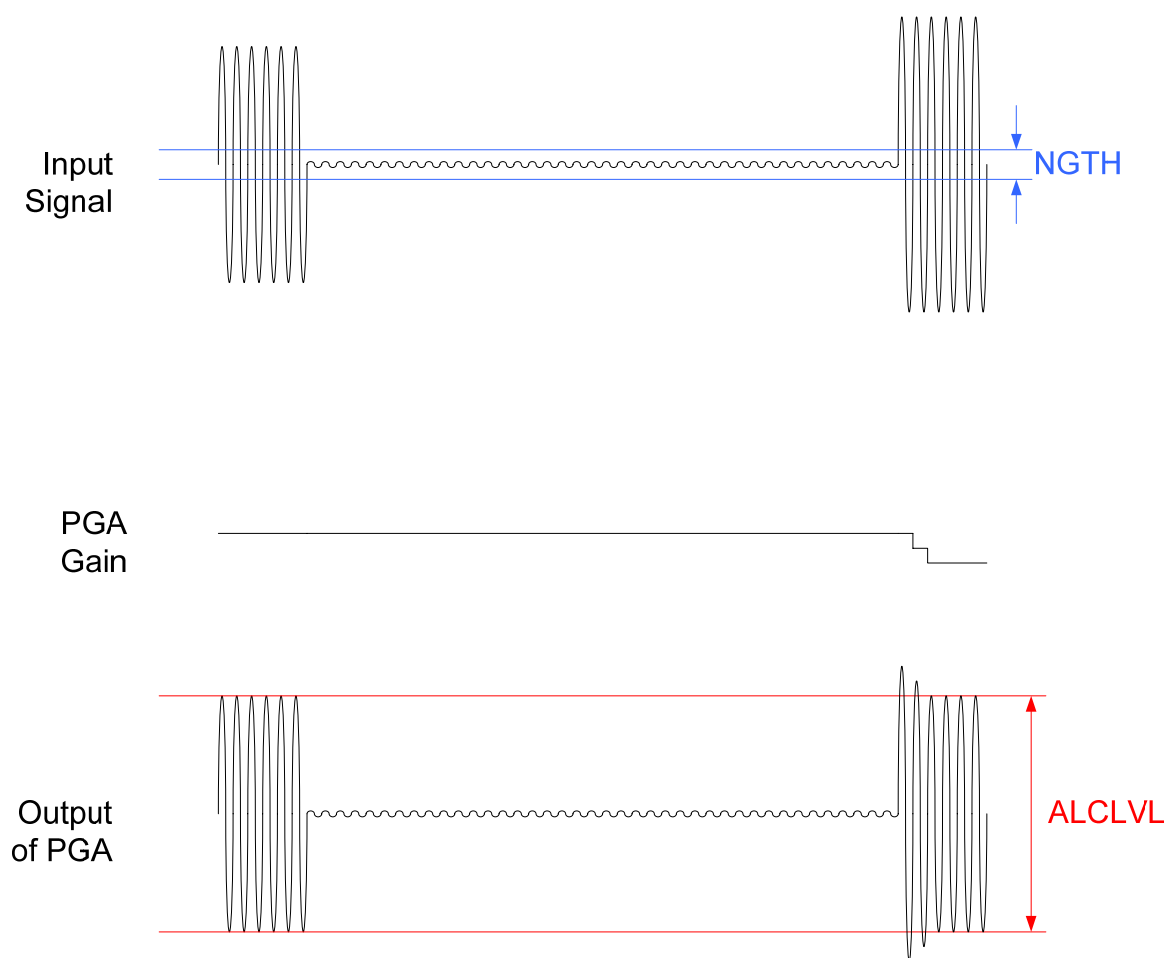 Input
Signal
NGTH
PGA
Gain
Output
of PGA
ALCLVL